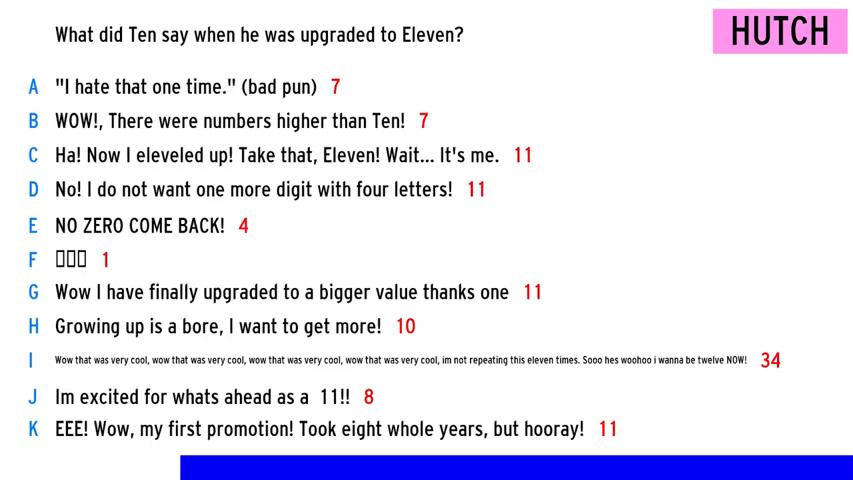 What did Ten say when he was upgraded to Eleven?
HUTCH
A "I hate that one time." (bad pun) 7
B WOW!, There were numbers higher than Ten! 7
C Ha! Now I eleveled up! Take that, Eleven! Wait... It's me. 11
D No! I do not want one more digit with four letters! 11
E NO ZERO COME BACK! 4
F 1
G Wow I have finally upgraded to a bigger value thanks one 11
H Growing up is a bore, I want to get more! 10
I Wow that was very cool, wow that was very cool, wow that was very cool, wow that was very cool, im not repeating this eleven times. Sooo hes woohoo i wanna be twelve NOW! 34
J Im excited for whats ahead as a 11!! 8
K EEE! Wow, my first promotion! Took eight whole years, but hooray! 11